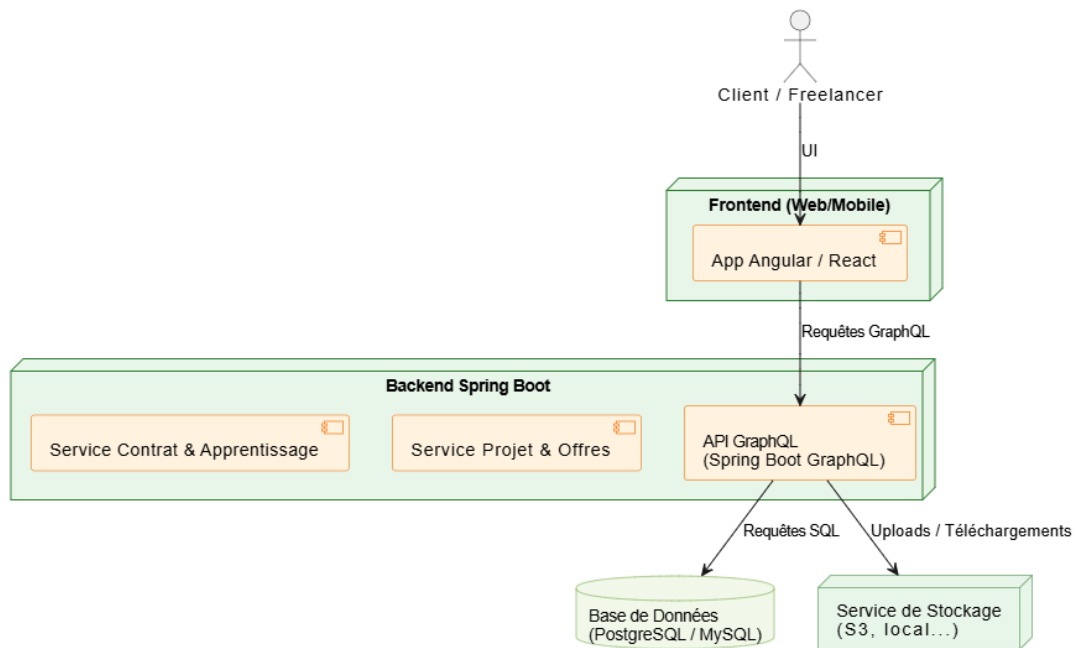 Client / Freelancer
UI
Frontend (Web/Mobile)
App Angular / React
Requêtes GraphQL
Backend Spring Boot
Service Contrat & Apprentissage
Service Projet & Offres
API GraphQL
(Spring Boot GraphQL)
Requêtes SQL
Uploads / Téléchargements
Base de Données
(PostgreSQL / MySQL)
Service de Stockage
(S3, local...)